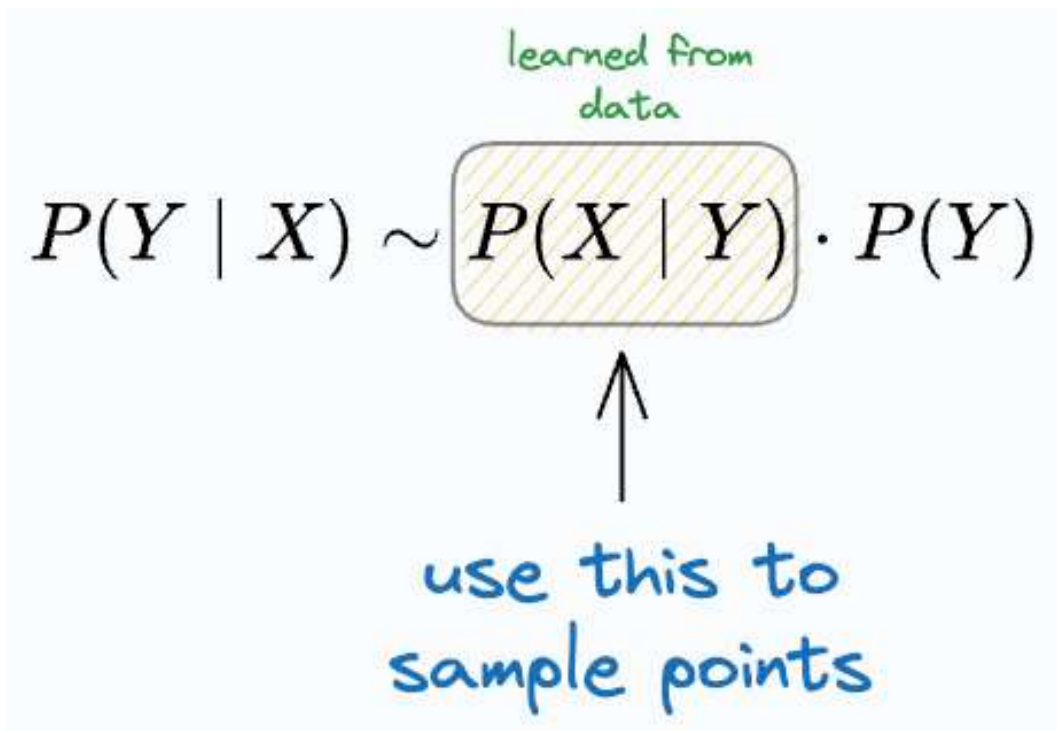 learned from
data
P(Y | X) ~ P(X | Y) · P(Y)
use this to
sample points